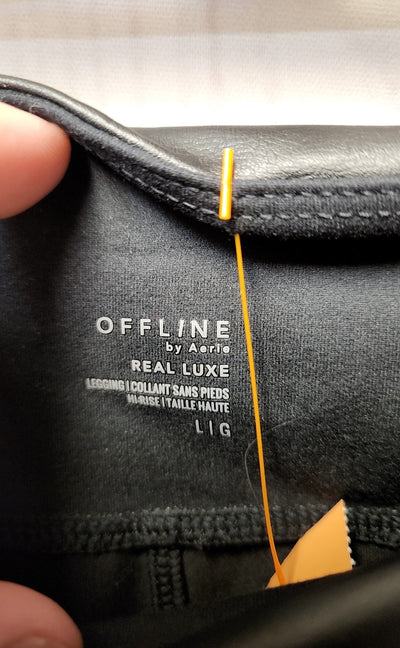 OFFLINE
by Aerie
REAL LUXE
LEGGING | COLLANT SANS PIEDS
HI-RISE | TAILLE HAUTE
L | G